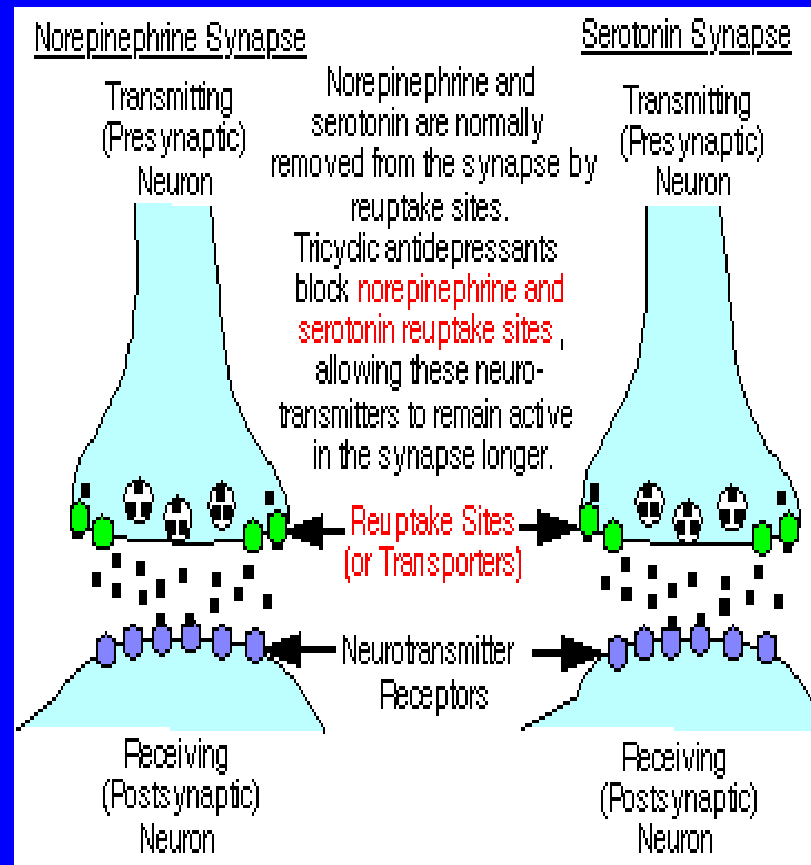 Norepinephrine Synapse
Transmitting
(Presynaptic)
Neuron
Norepinephrine and
serotonin are normally
removed from the synapse by
reuptake sites.
Tricyclic antidepressants
block norepinephrine and
serotonin reuptake sites ,
allowing these neuro-
transmitters to remain active
in the synapse longer.
Serotonin Synapse
Transmitting
(Presynaptic)
Neuron
Reuptake Sites
(or Transporters)
Neurotransmitter
Receptors
Receiving
(Postsynaptic)
Neuron
Receiving
(Postsynaptic)
Neuron